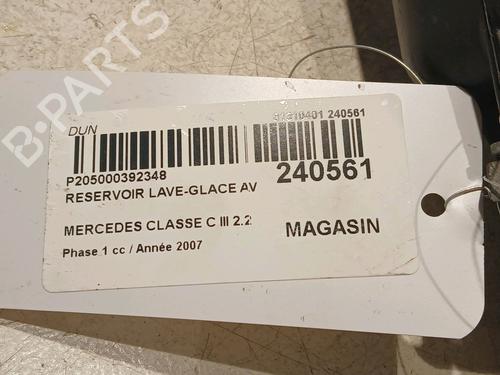 B-PARTS
DUN
240561
P205000392348
RESERVOIR LAVE-GLACE AV
240561
MERCEDES CLASSE C III 2.2
MAGASIN
Phase 1 cc / Année 2007